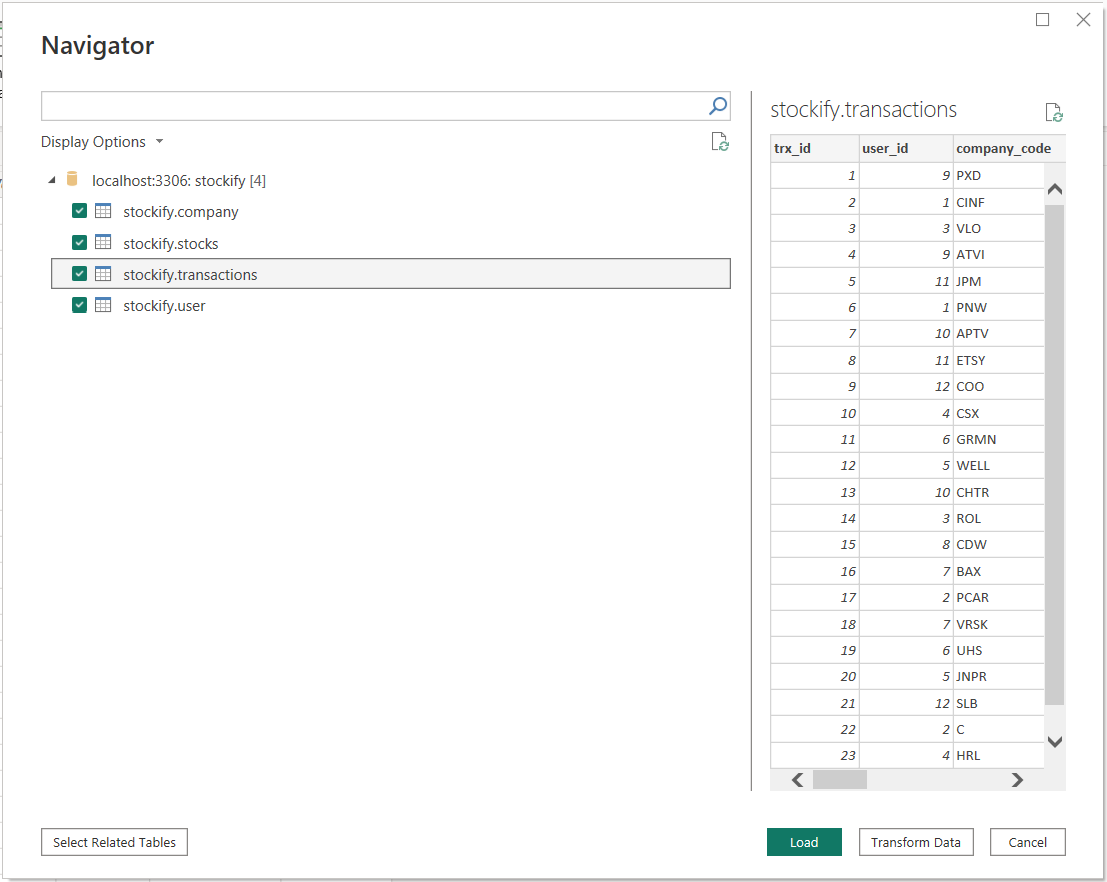 Navigator
Display Options
localhost:3306: stockify [4]
stockify.company
stockify.stocks
stockify.transactions
stockify.user
Select Related Tables
stockify.transactions
trx_id user_id company_code
1 9 PXD
2 1 CINF
3 3 VLO
4 9 ATVI
5 11 JPM
6 1 PNW
7 10 APTV
8 11 ETSY
9 12 COO
10 4 CSX
11 6 GRMN
12 5 WELL
13 10 CHTR
14 3 ROL
15 8 CDW
16 7 BAX
17 2 PCAR
18 7 VRSK
19 6 UHS
20 5 JNPR
21 12 SLB
22 2 C
23 4 HRL
Load Transform Data Cancel